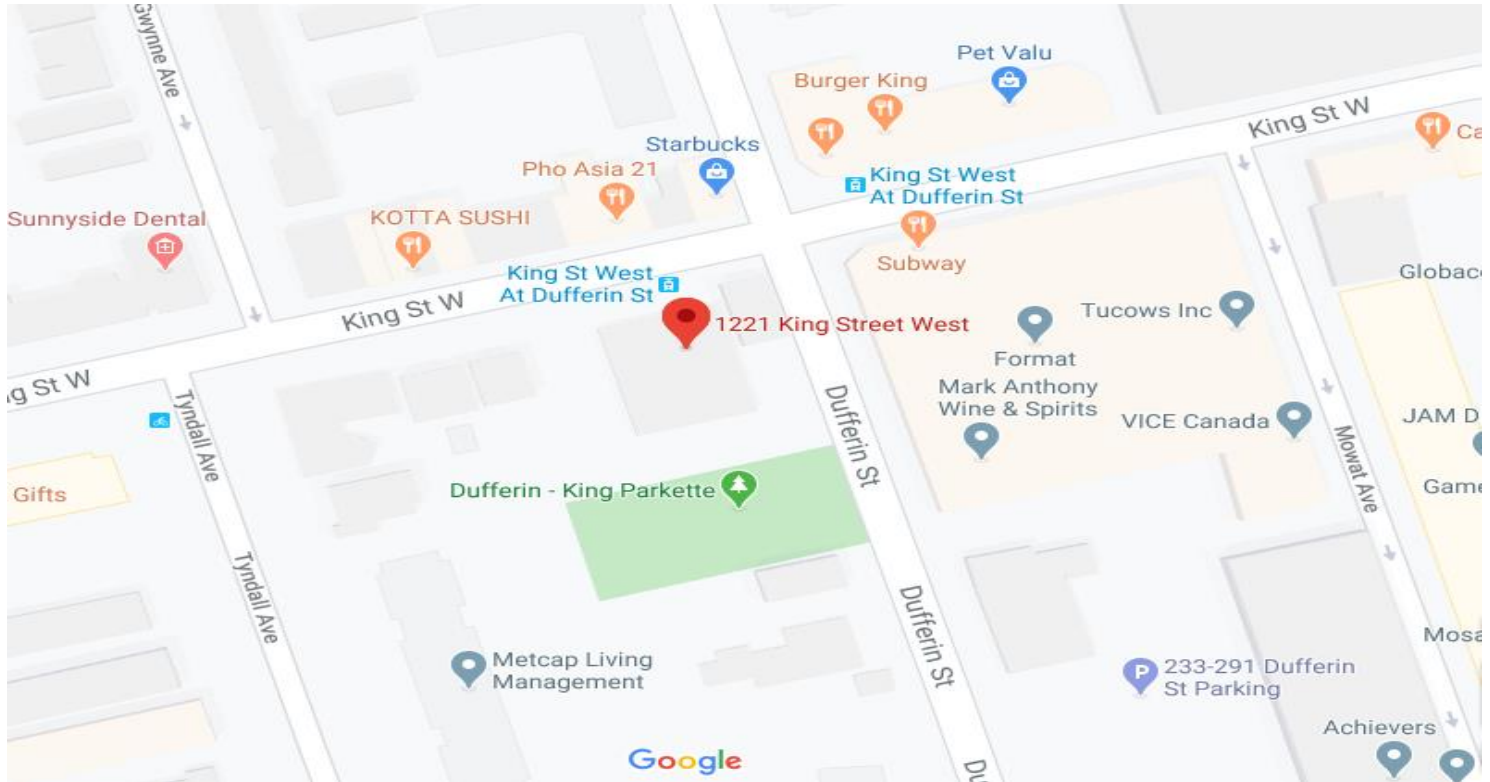 Gwynne Ave
Pet Valu
Burger King
King St W
Ca
Starbucks
Pho Asia 21
King St West
At Dufferin St
Sunnyside Dental
KOTTA SUSHI
Subway
King St West
At Dufferin St
Globaco
King St W
1221 King Street West
Tucows Inc
Format
g St W
Mark Anthony
Wine & Spirits
Tyndall Ave
Dufferin St
VICE Canada
JAM D
Mowat Ave
Gifts
Dufferin - King Parkette
Game
Tyndall Ave
Dufferin St
Mosa
Metcap Living
Management
P
233-291 Dufferin
St Parking
Achievers
Google
Du